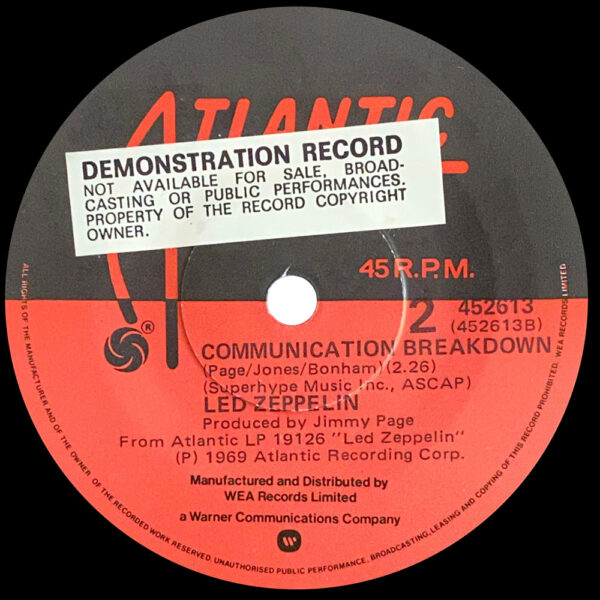 ATLANTIC
DEMONSTRATION RECORD
NOT AVAILABLE FOR SALE, BROAD-
CASTING OR PUBLIC PERFORMANCES.
PROPERTY OF THE RECORD COPYRIGHT
OWNER.
45 R.P.M.
®
2 452613
(452613B)
COMMUNICATION BREAKDOWN
(Page/Jones/Bonham)(2.26)
(Superhype Music Inc., ASCAP)
LED ZEPPELIN
Produced by Jimmy Page
From Atlantic LP 19126 "Led Zeppelin"
(P) 1969 Atlantic Recording Corp.
Manufactured and Distributed by
WEA Records Limited
a Warner Communications Company
ALL RIGHTS OF THE MANUFACTURER AND OF THE OWNER OF THE RECORDED WORK RESERVED. UNAUTHORISED PUBLIC PERFORMANCE, BROADCASTING, LEASING AND COPYING OF THIS RECORD PROHIBITED. WEA RECORDS LIMITED